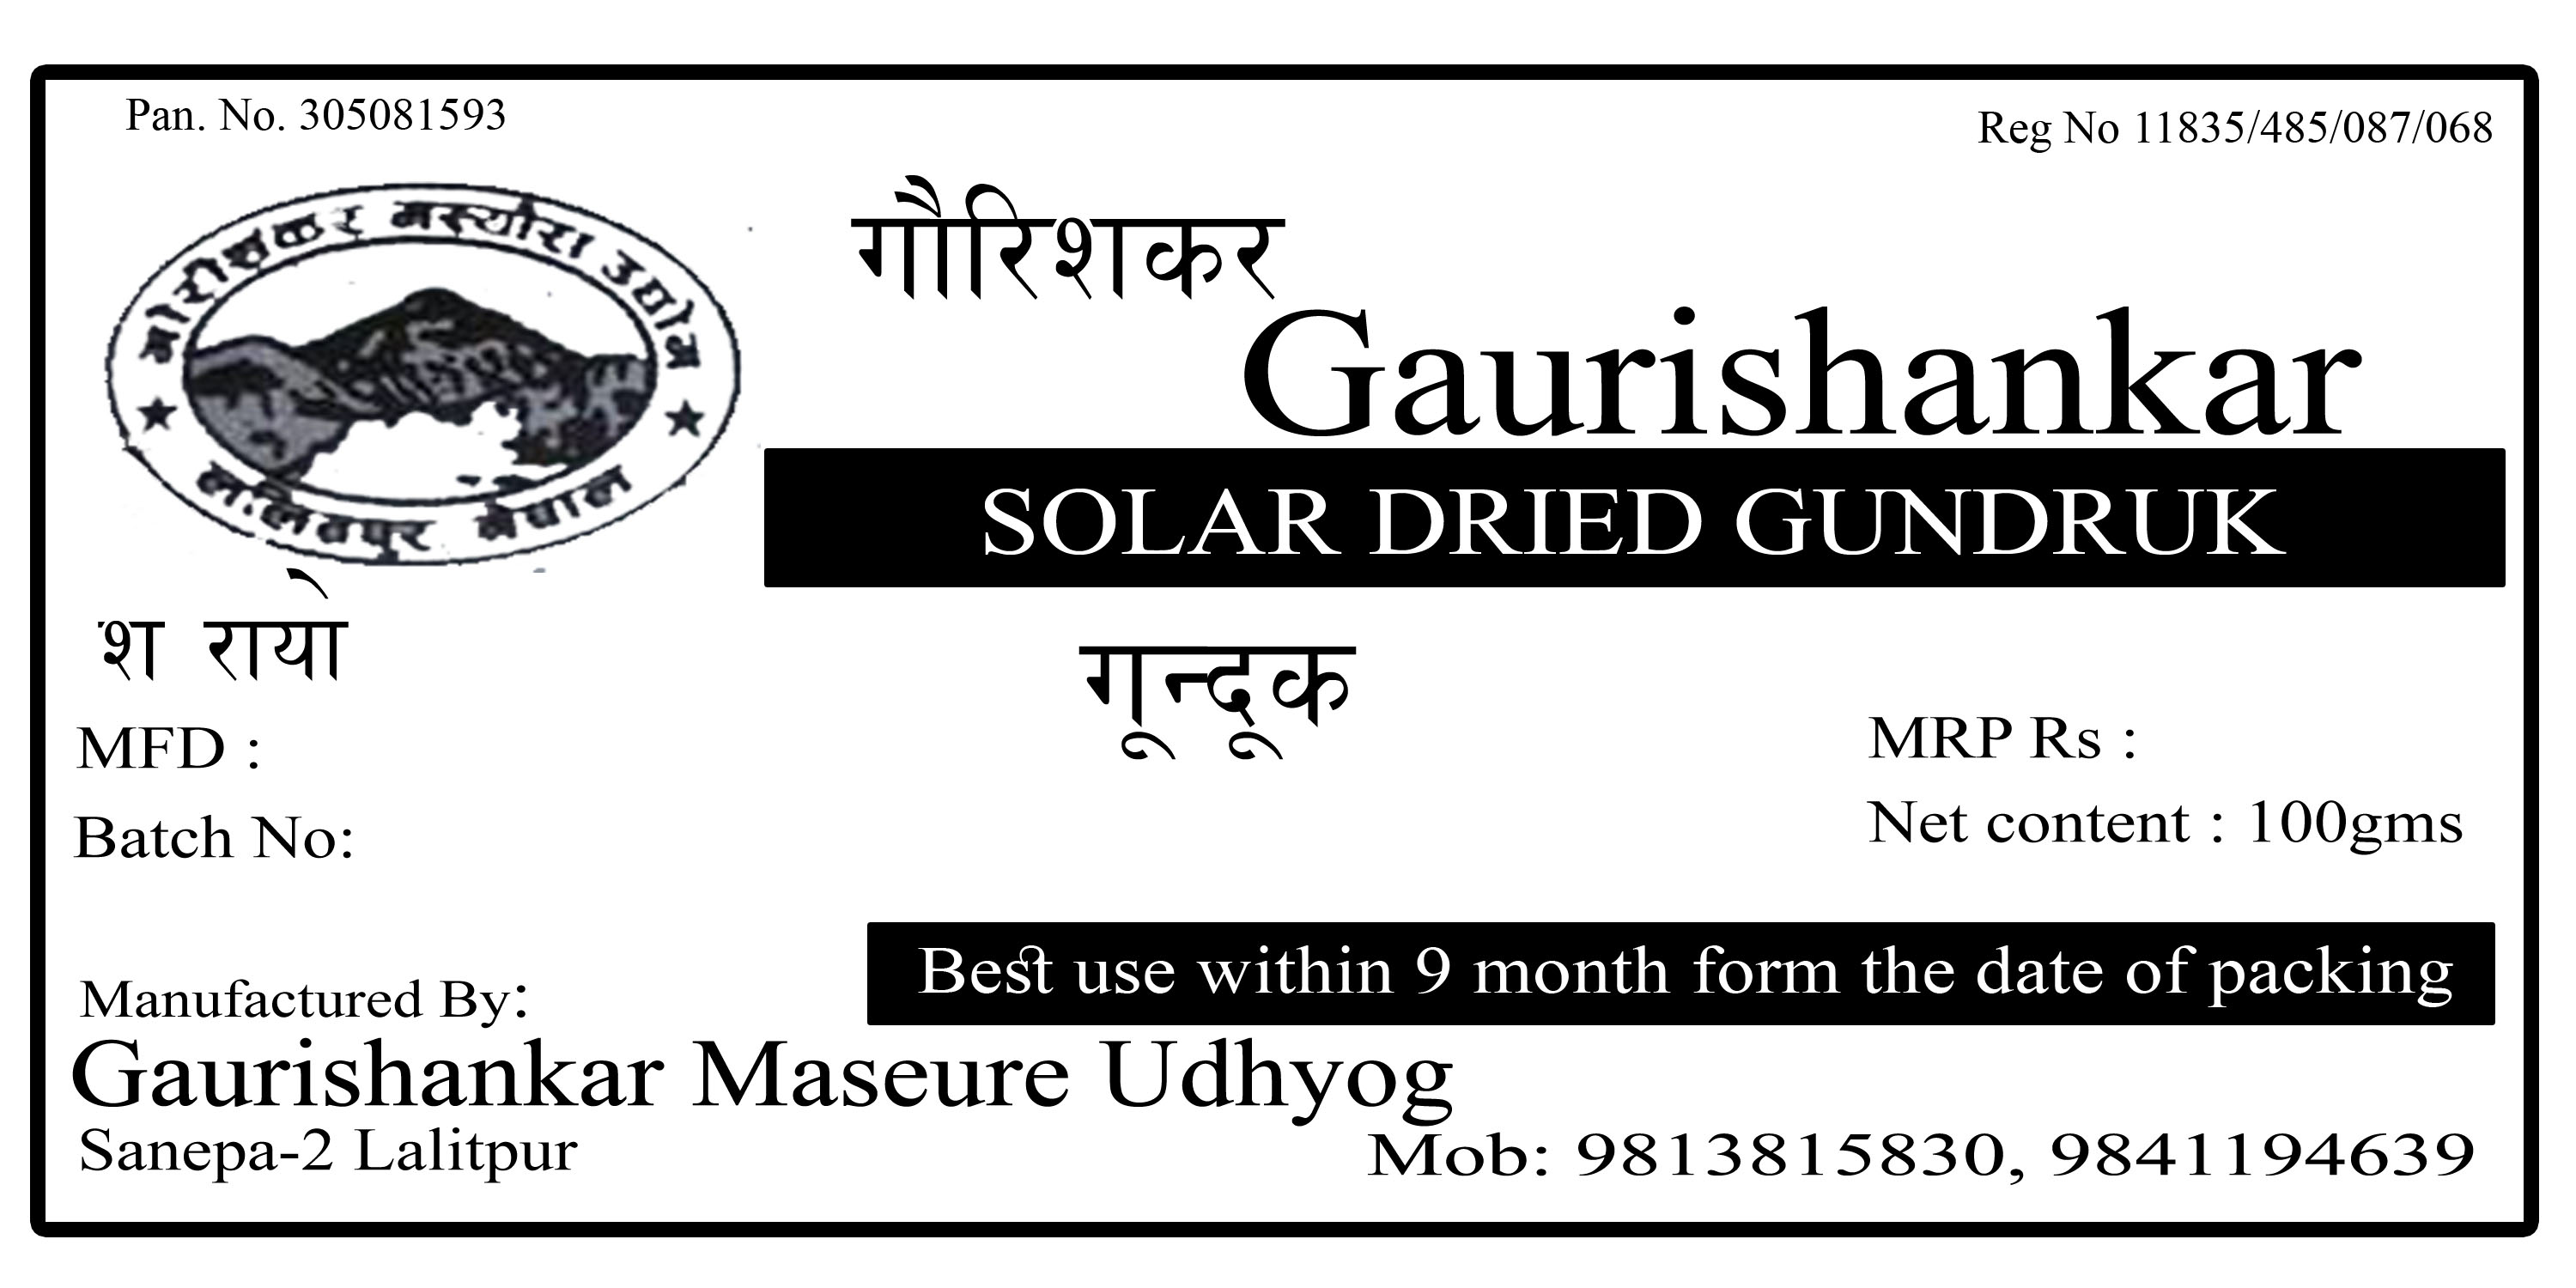 Pan. No. 305081593
Reg No 11835/485/087/068
गौरीशंकर मस्यौरा उद्योग
ललितपुर नेपाल
गौरिशकर
Gaurishankar
SOLAR DRIED GUNDRUK
श रायो
गून्दूक
MFD :
MRP Rs :
Batch No:
Net content : 100gms
Best use within 9 month form the date of packing
Manufactured By:
Gaurishankar Maseure Udhyog
Sanepa-2 Lalitpur
Mob: 9813815830, 9841194639